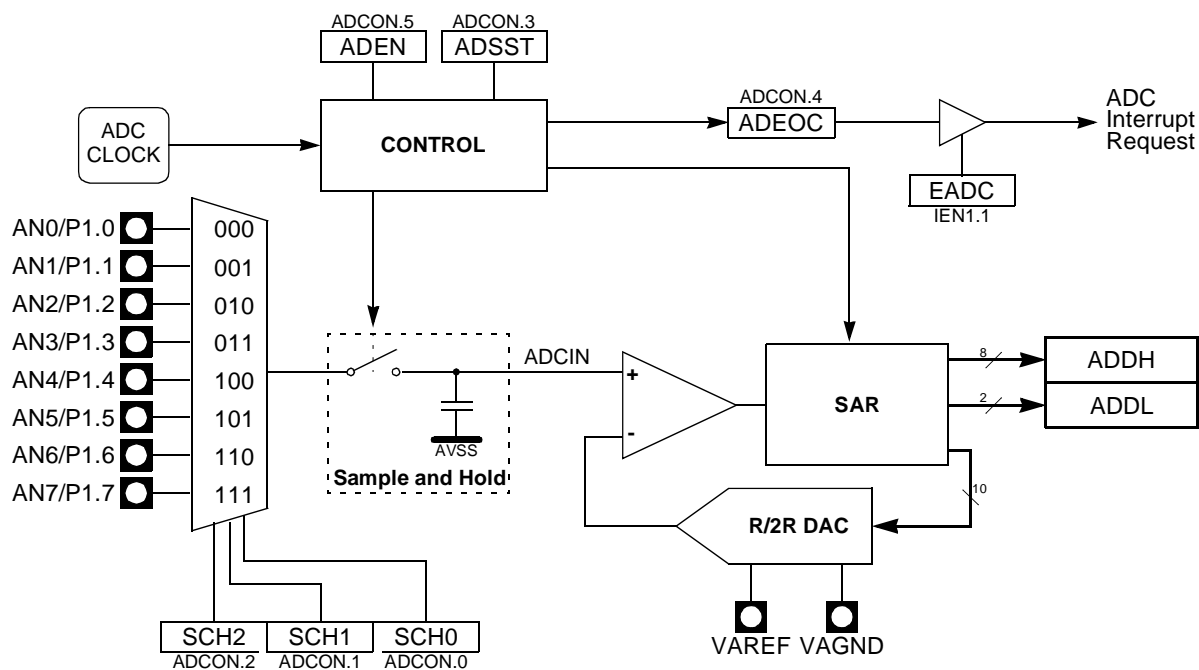 ADCON.5
ADEN
ADCON.3
ADSST
ADC
CLOCK
CONTROL
ADCON.4
ADEOC
ADC
Interrupt
Request
EADC
IEN1.1
AN0/P1.0
000
AN1/P1.1
001
AN2/P1.2
010
AN3/P1.3
011
AN4/P1.4
100
AN5/P1.5
101
AN6/P1.6
110
AN7/P1.7
111
AVSS
Sample and Hold
ADCIN
+
-
SAR
8
ADDH
2
ADDL
10
R/2R DAC
VAREF
VAGND
SCH2
SCH1
SCH0
ADCON.2
ADCON.1
ADCON.0